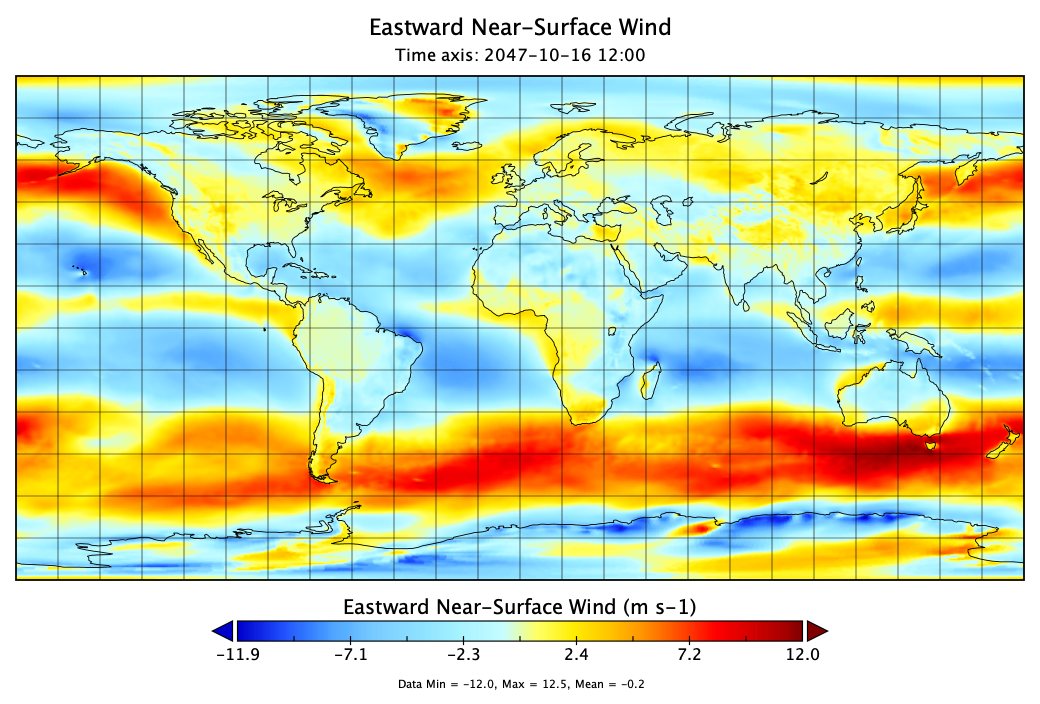 Eastward Near-Surface Wind
Time axis: 2047-10-16 12:00
Eastward Near-Surface Wind (m s-1)
-11.9 -7.1 -2.3 2.4 7.2 12.0
Data Min = -12.0, Max = 12.5, Mean = -0.2